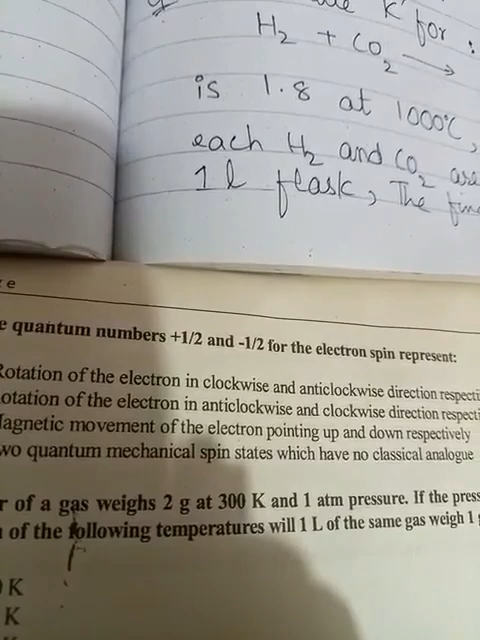 K for :
H₂ + CO₂ →
is 1.8 at 1000°C,
each H₂ and CO₂ are
1 l flask, The
quantum numbers +1/2 and -1/2 for the electron spin represent:
Rotation of the electron in clockwise and anticlockwise direction
otation of the electron in anticlockwise and clockwise direction
Magnetic movement of the electron pointing up and down respectively
wo quantum mechanical spin states which have no classical analogue
r of a gas weighs 2 g at 300 K and 1 atm pressure. If the
of the following temperatures will 1 L of the same gas weigh 1
K
K